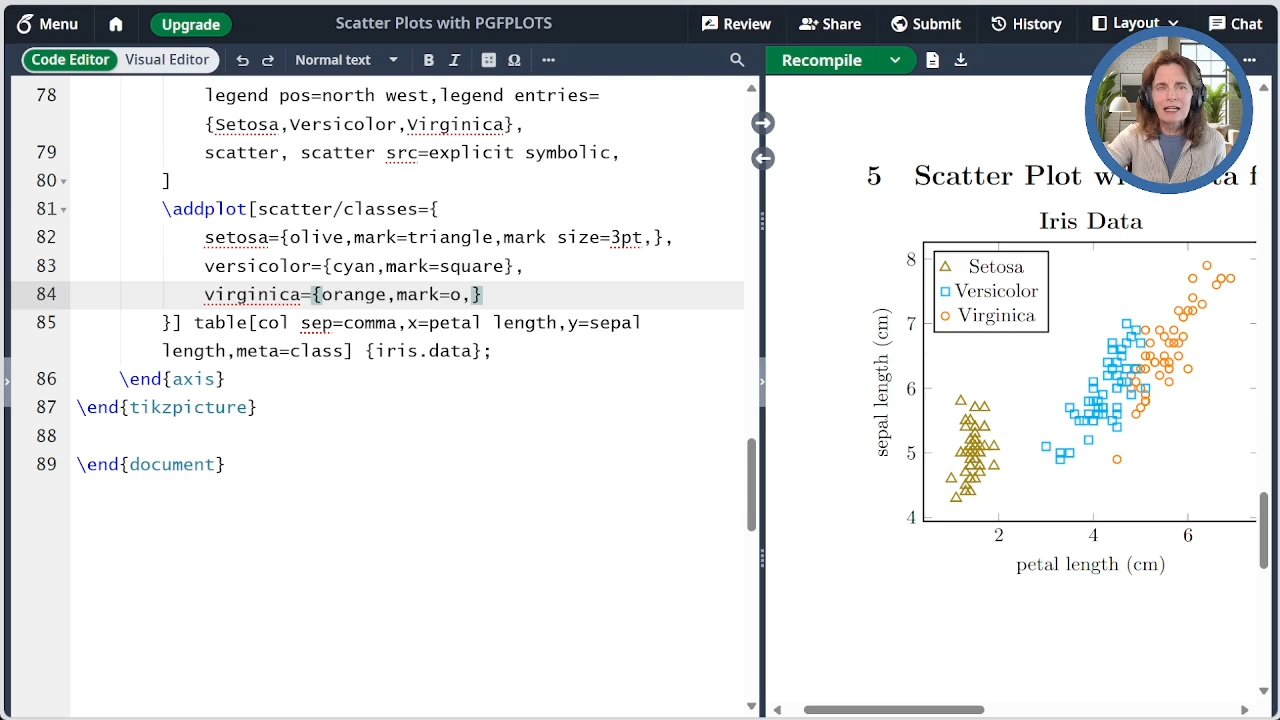 Menu Upgrade Scatter Plots with PGFPLOTS Review Share Submit History Layout Chat
Code Editor Visual Editor Normal text B I Ω Recompile
78 legend pos=north west,legend entries=
{Setosa,Versicolor,Virginica},
79 scatter, scatter src=explicit symbolic,
80 ]
81 \addplot[scatter/classes={
82 setosa={olive,mark=triangle,mark size=3pt,},
83 versicolor={cyan,mark=square},
84 virginica={orange,mark=o,}
85 }] table[col sep=comma,x=petal length,y=sepal
length,meta=class] {iris.data};
86 \end{axis}
87 \end{tikzpicture}
88
89 \end{document}
5 Scatter Plot
Iris Data
Setosa
Versicolor
Virginica
8
7
6
5
4
sepal length (cm)
2 4 6
petal length (cm)